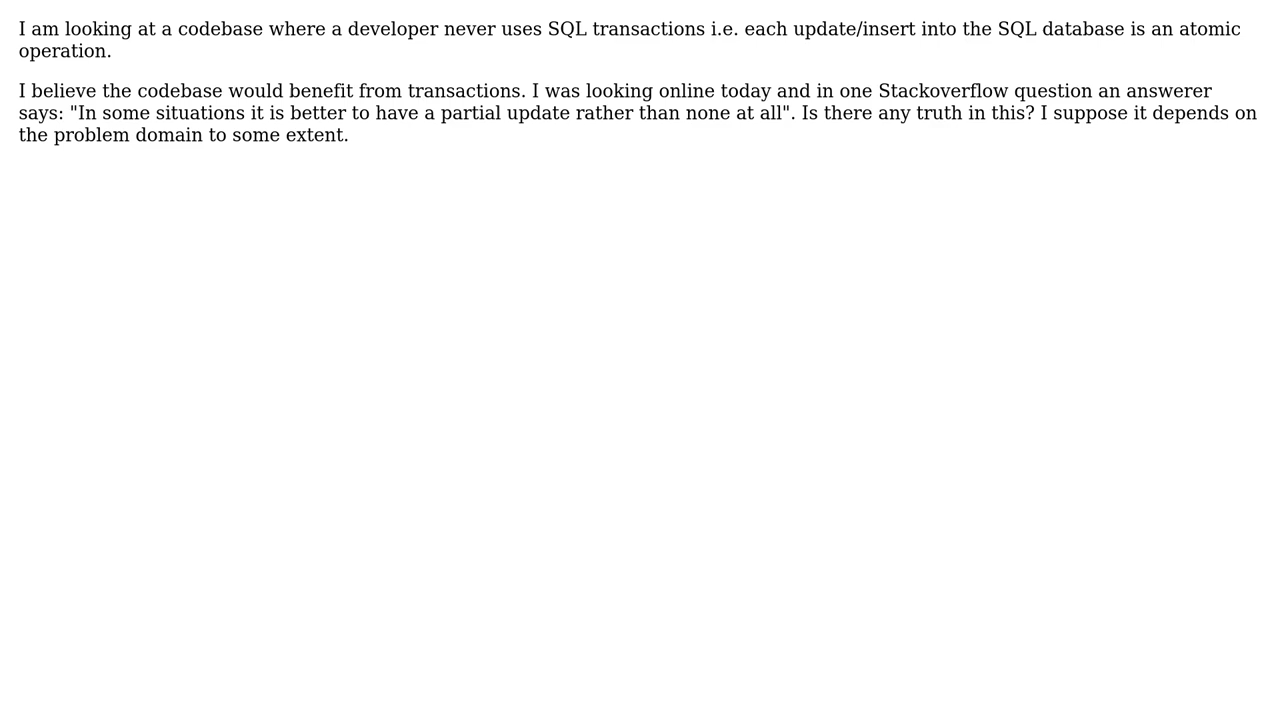 I am looking at a codebase where a developer never uses SQL transactions i.e. each update/insert into the SQL database is an atomic
operation.
I believe the codebase would benefit from transactions. I was looking online today and in one Stackoverflow question an answerer
says: "In some situations it is better to have a partial update rather than none at all". Is there any truth in this? I suppose it depends on
the problem domain to some extent.